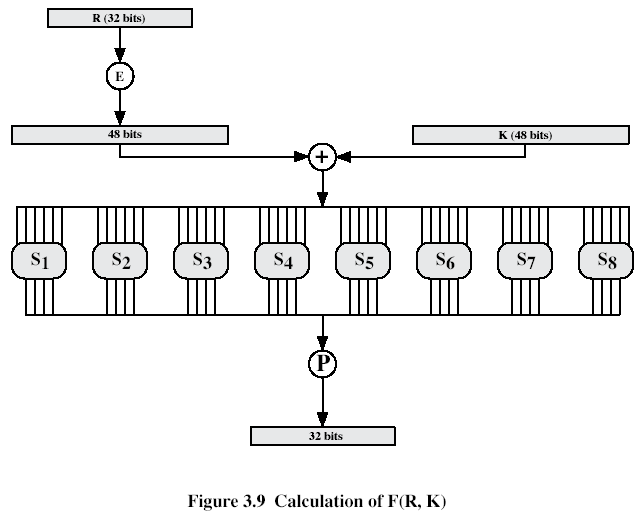 R (32 bits)
E
48 bits
K (48 bits)
+
S1 S2 S3 S4 S5 S6 S7 S8
P
32 bits
Figure 3.9 Calculation of F(R, K)